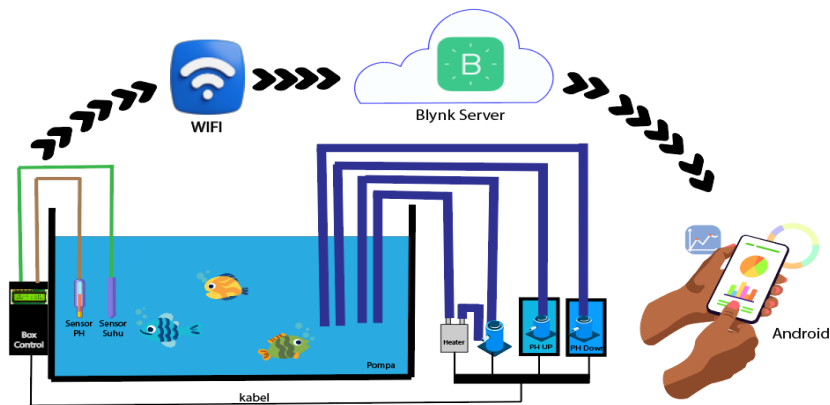 WIFI
B
Blynk Server
Sensor
PH
Sensor
Suhu
Box
Control
Heater
PH UP
PH Down
Pompa
kabel
Android